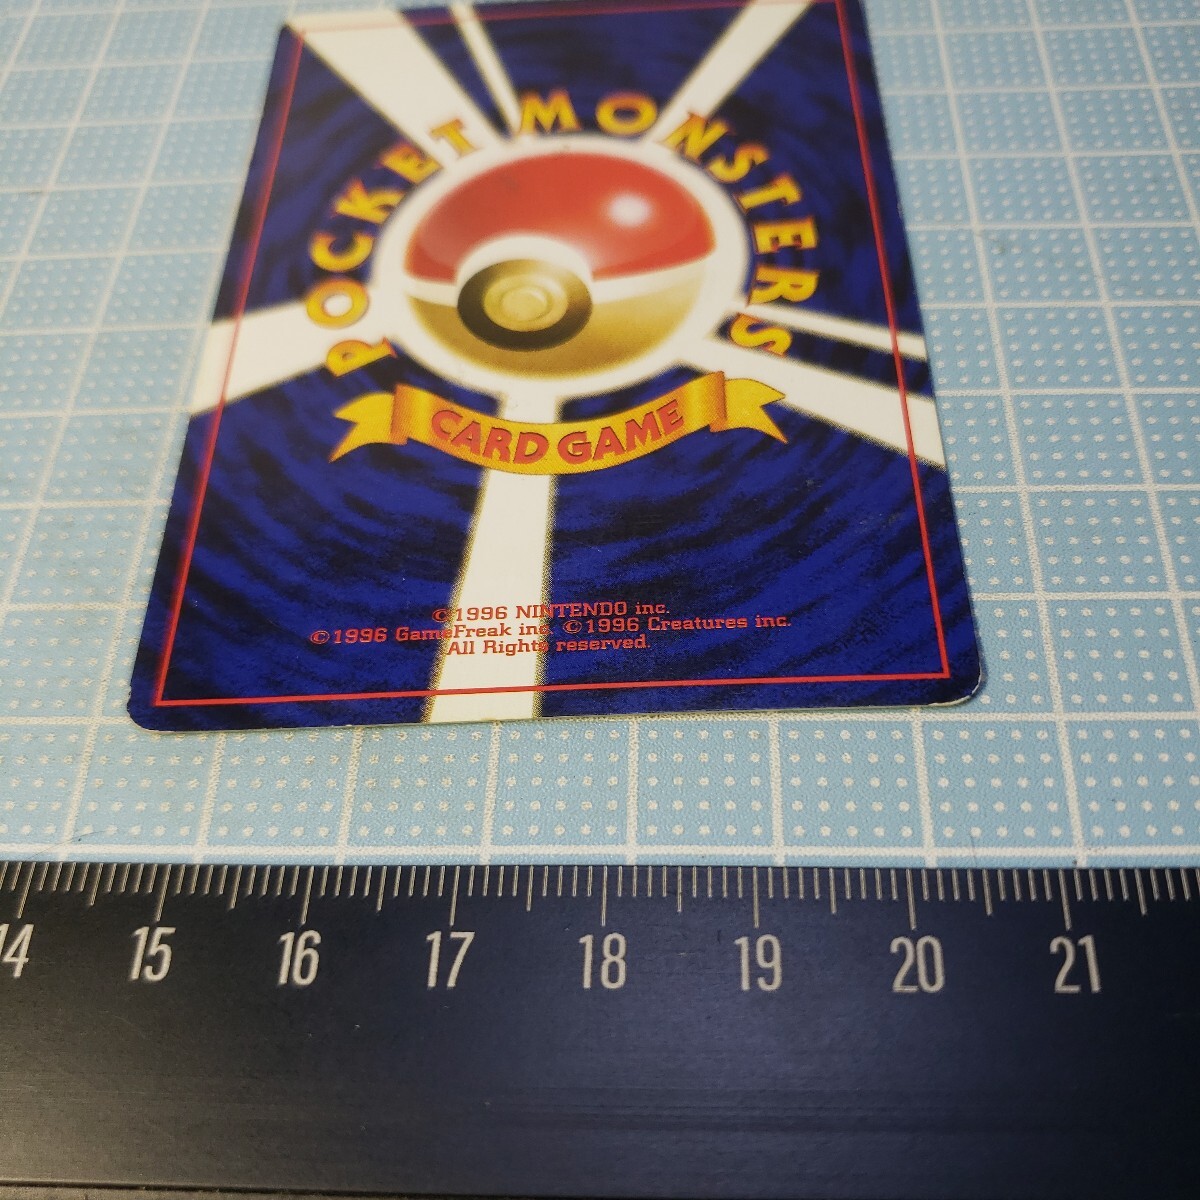 POCKET MONSTERS
CARD GAME
©1996 NINTENDO inc.
©1996 GameFreak inc. ©1996 Creatures inc.
All Rights reserved.
14 15 16 17 18 19 20 21